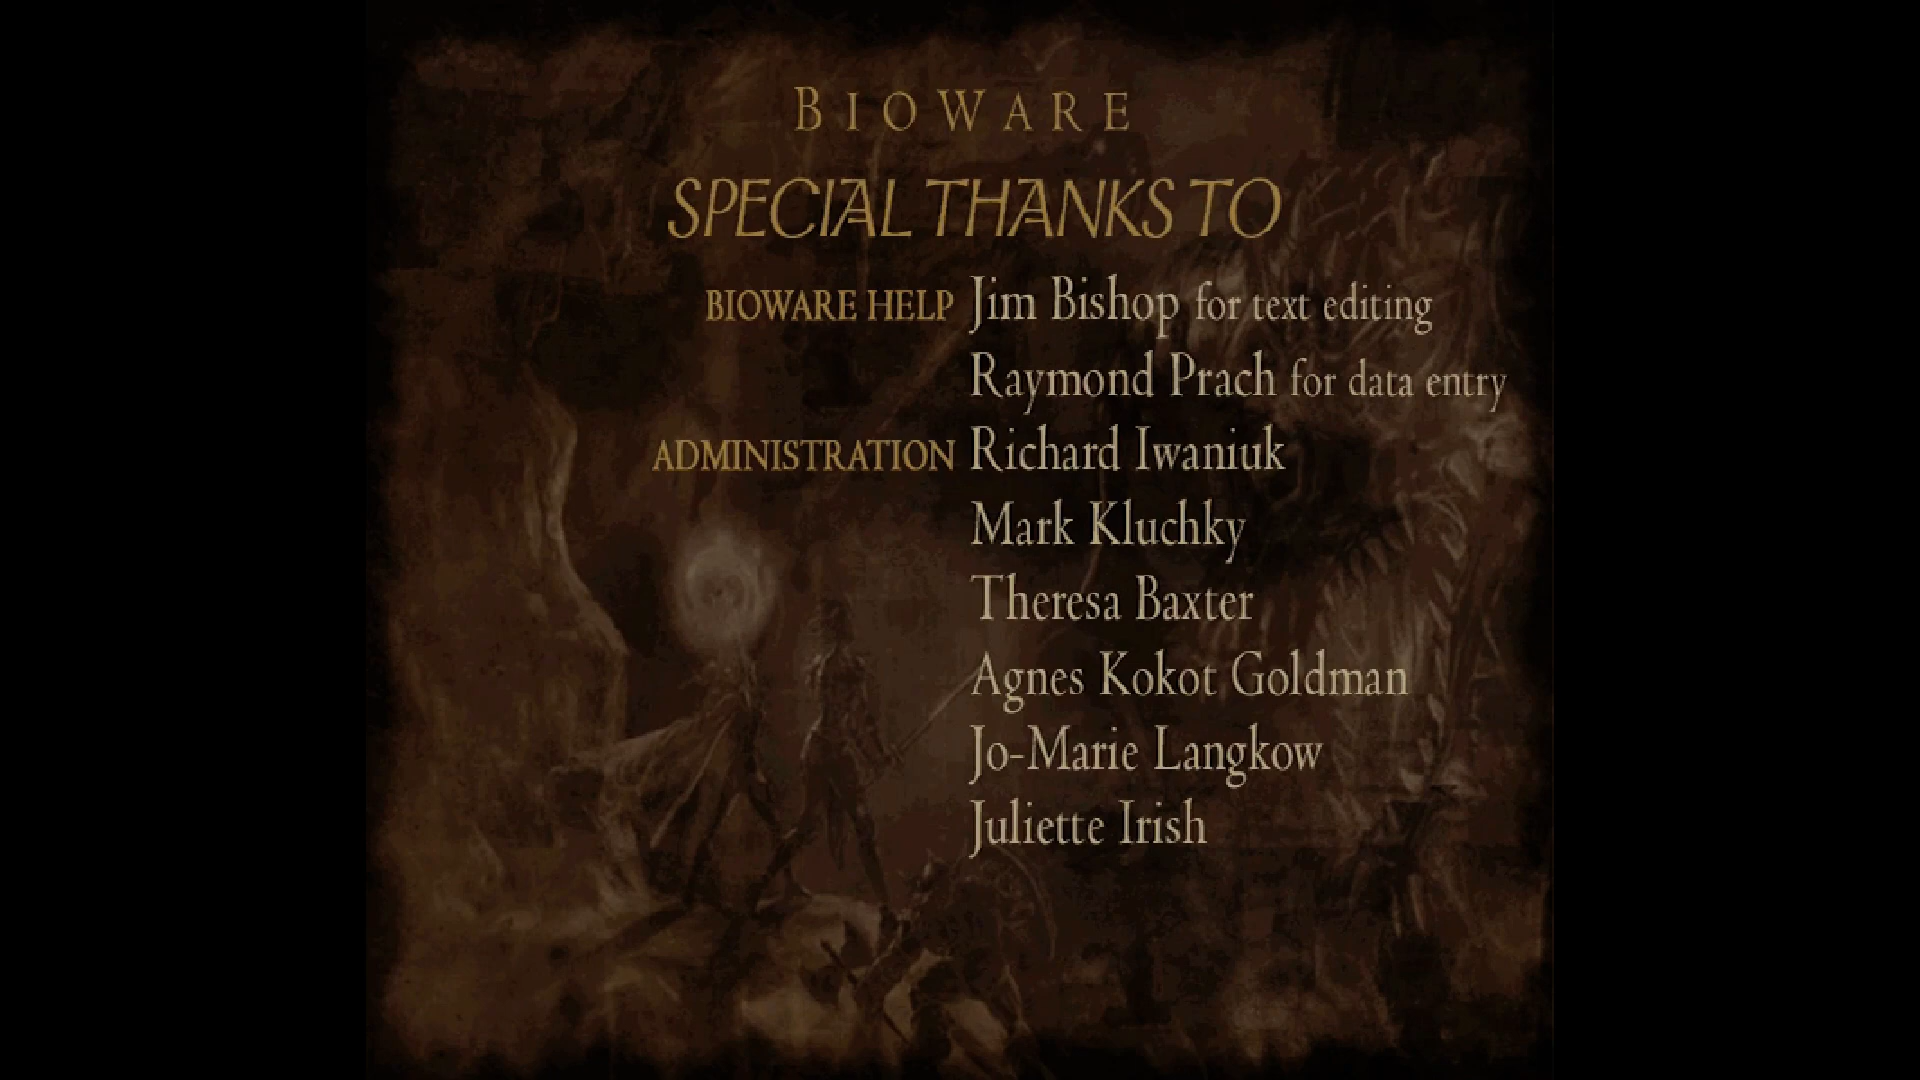 BIOWARE
SPECIAL THANKS TO
BIOWARE HELP Jim Bishop for text editing
Raymond Prach for data entry
ADMINISTRATION Richard Iwaniuk
Mark Kluchky
Theresa Baxter
Agnes Kokot Goldman
Jo-Marie Langkow
Juliette Irish